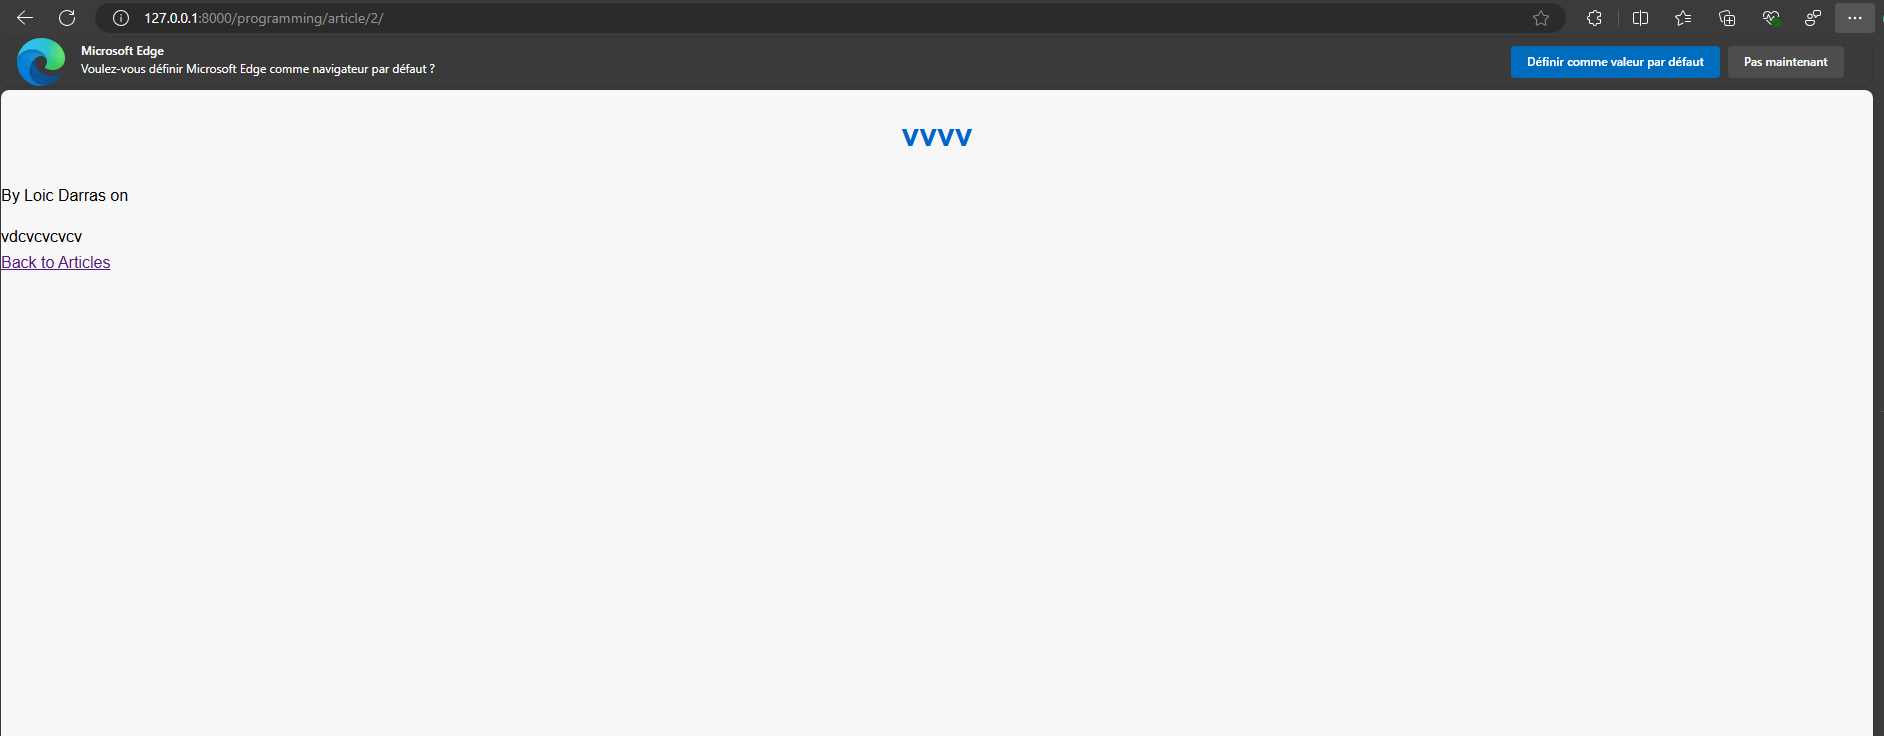 127.0.0.1:8000/programming/article/2/
Microsoft Edge
Voulez-vous définir Microsoft Edge comme navigateur par défaut ?
Définir comme valeur par défaut
Pas maintenant
vvvv
By Loic Darras on
vdcvcvcvcv
Back to Articles